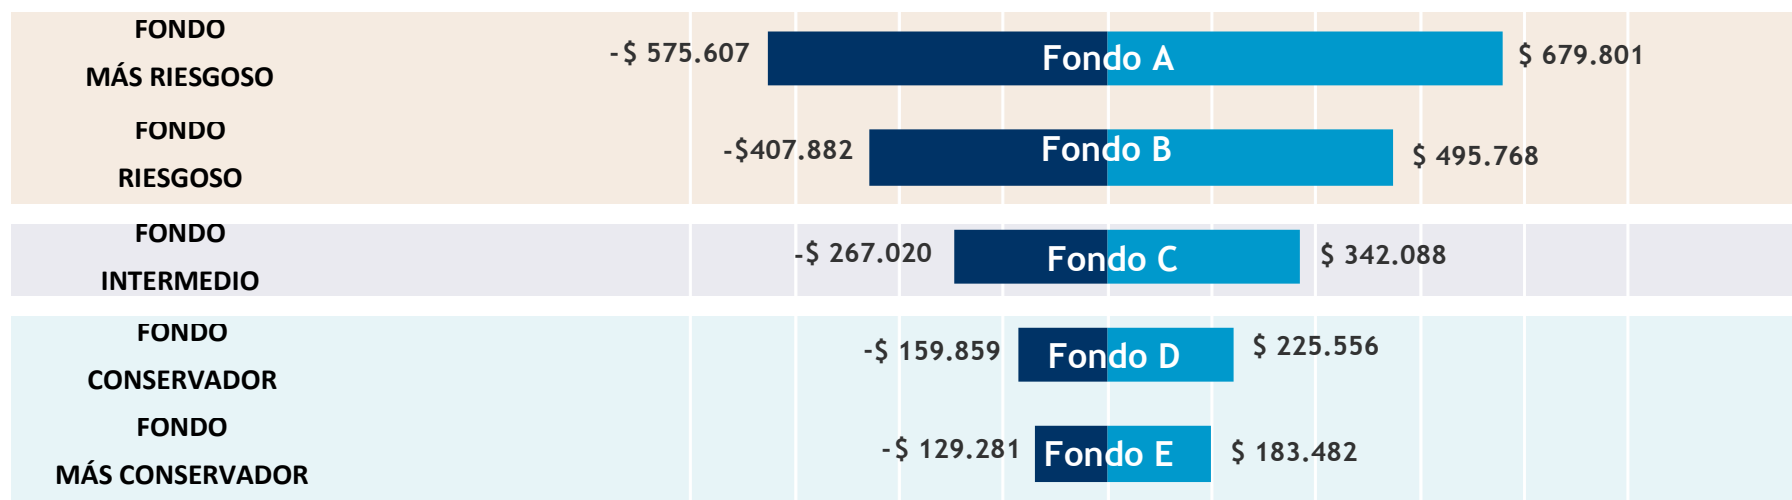 FONDO
MÁS RIESGOSO
-$ 575.607
Fondo A
$ 679.801
FONDO
RIESGOSO
-$407.882
Fondo B
$ 495.768
FONDO
INTERMEDIO
-$ 267.020
Fondo C
$ 342.088
FONDO
CONSERVADOR
-$ 159.859
Fondo D
$ 225.556
FONDO
MÁS CONSERVADOR
-$ 129.281
Fondo E
$ 183.482